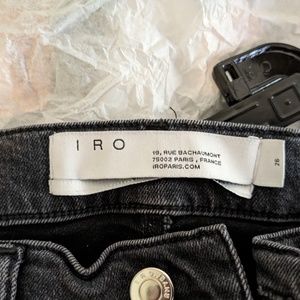 IRO
19, RUE BACHAUMONT
75002 PARIS, FRANCE
IROPARIS.COM
26